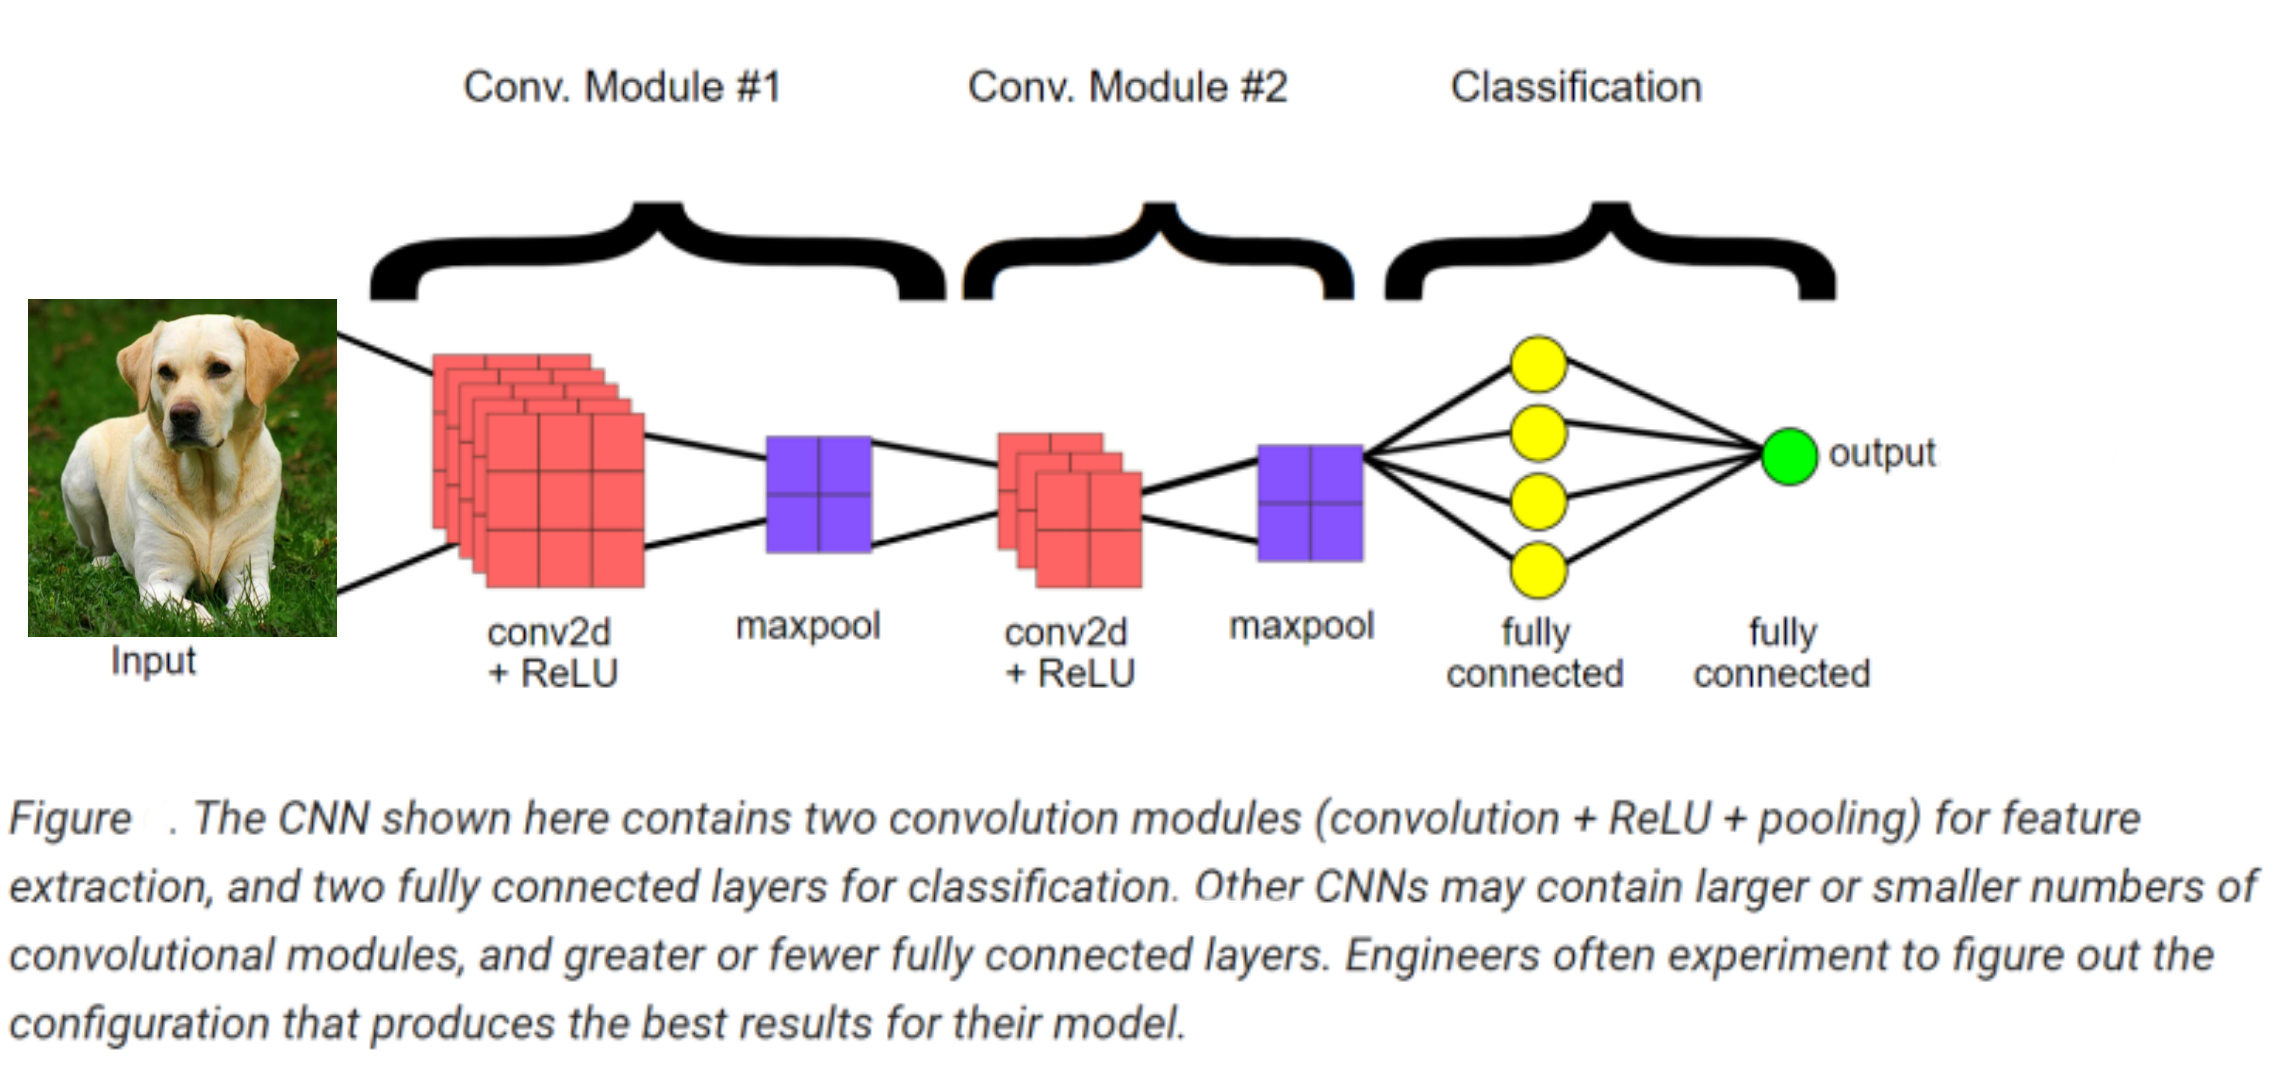 Conv. Module #1
Conv. Module #2
Classification
Input
conv2d
+ ReLU
maxpool
conv2d
+ ReLU
maxpool
fully
connected
fully
connected
output
Figure . The CNN shown here contains two convolution modules (convolution + ReLU + pooling) for feature
extraction, and two fully connected layers for classification. Other CNNs may contain larger or smaller numbers of
convolutional modules, and greater or fewer fully connected layers. Engineers often experiment to figure out the
configuration that produces the best results for their model.